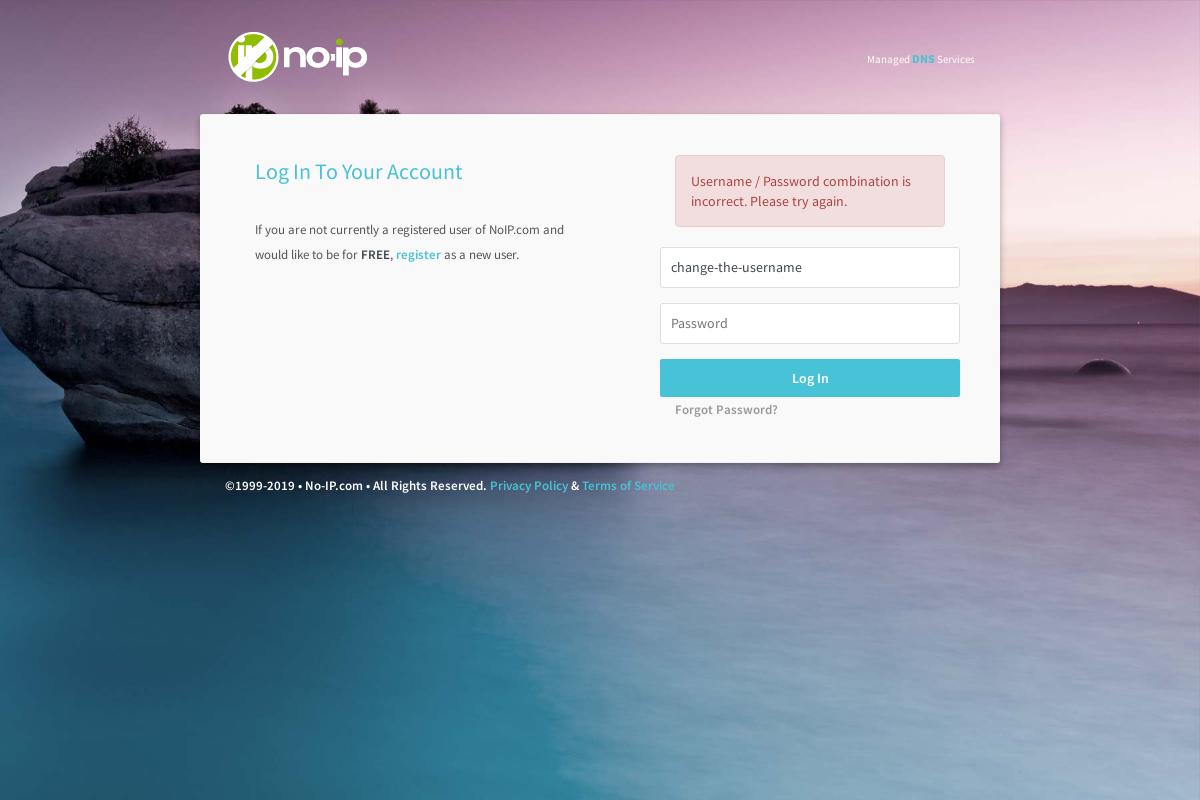 no-ip
Managed DNS Services
Log In To Your Account
If you are not currently a registered user of NoIP.com and
would like to be for FREE, register as a new user.
Username / Password combination is
incorrect. Please try again.
change-the-username
Password
Log In
Forgot Password?
©1999-2019 • No-IP.com • All Rights Reserved. Privacy Policy & Terms of Service